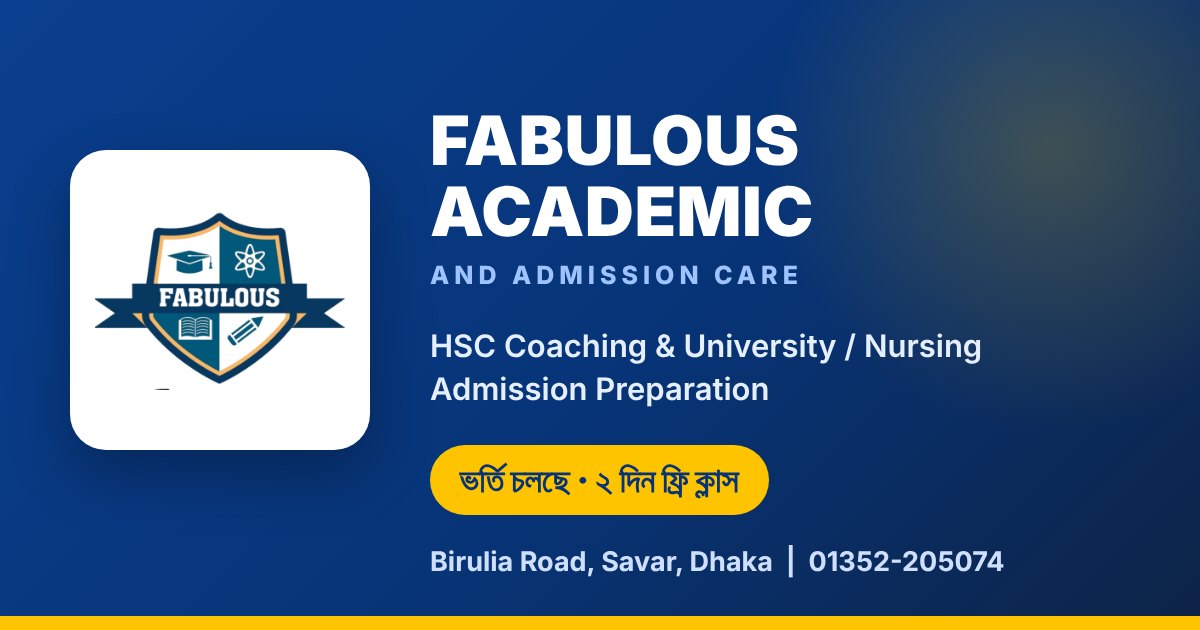 FABULOUS
FABULOUS
ACADEMIC
AND ADMISSION CARE
HSC Coaching & University / Nursing
Admission Preparation
ভর্তি চলছে • ২ দিন ফ্রি ক্লাস
Birulia Road, Savar, Dhaka | 01352-205074